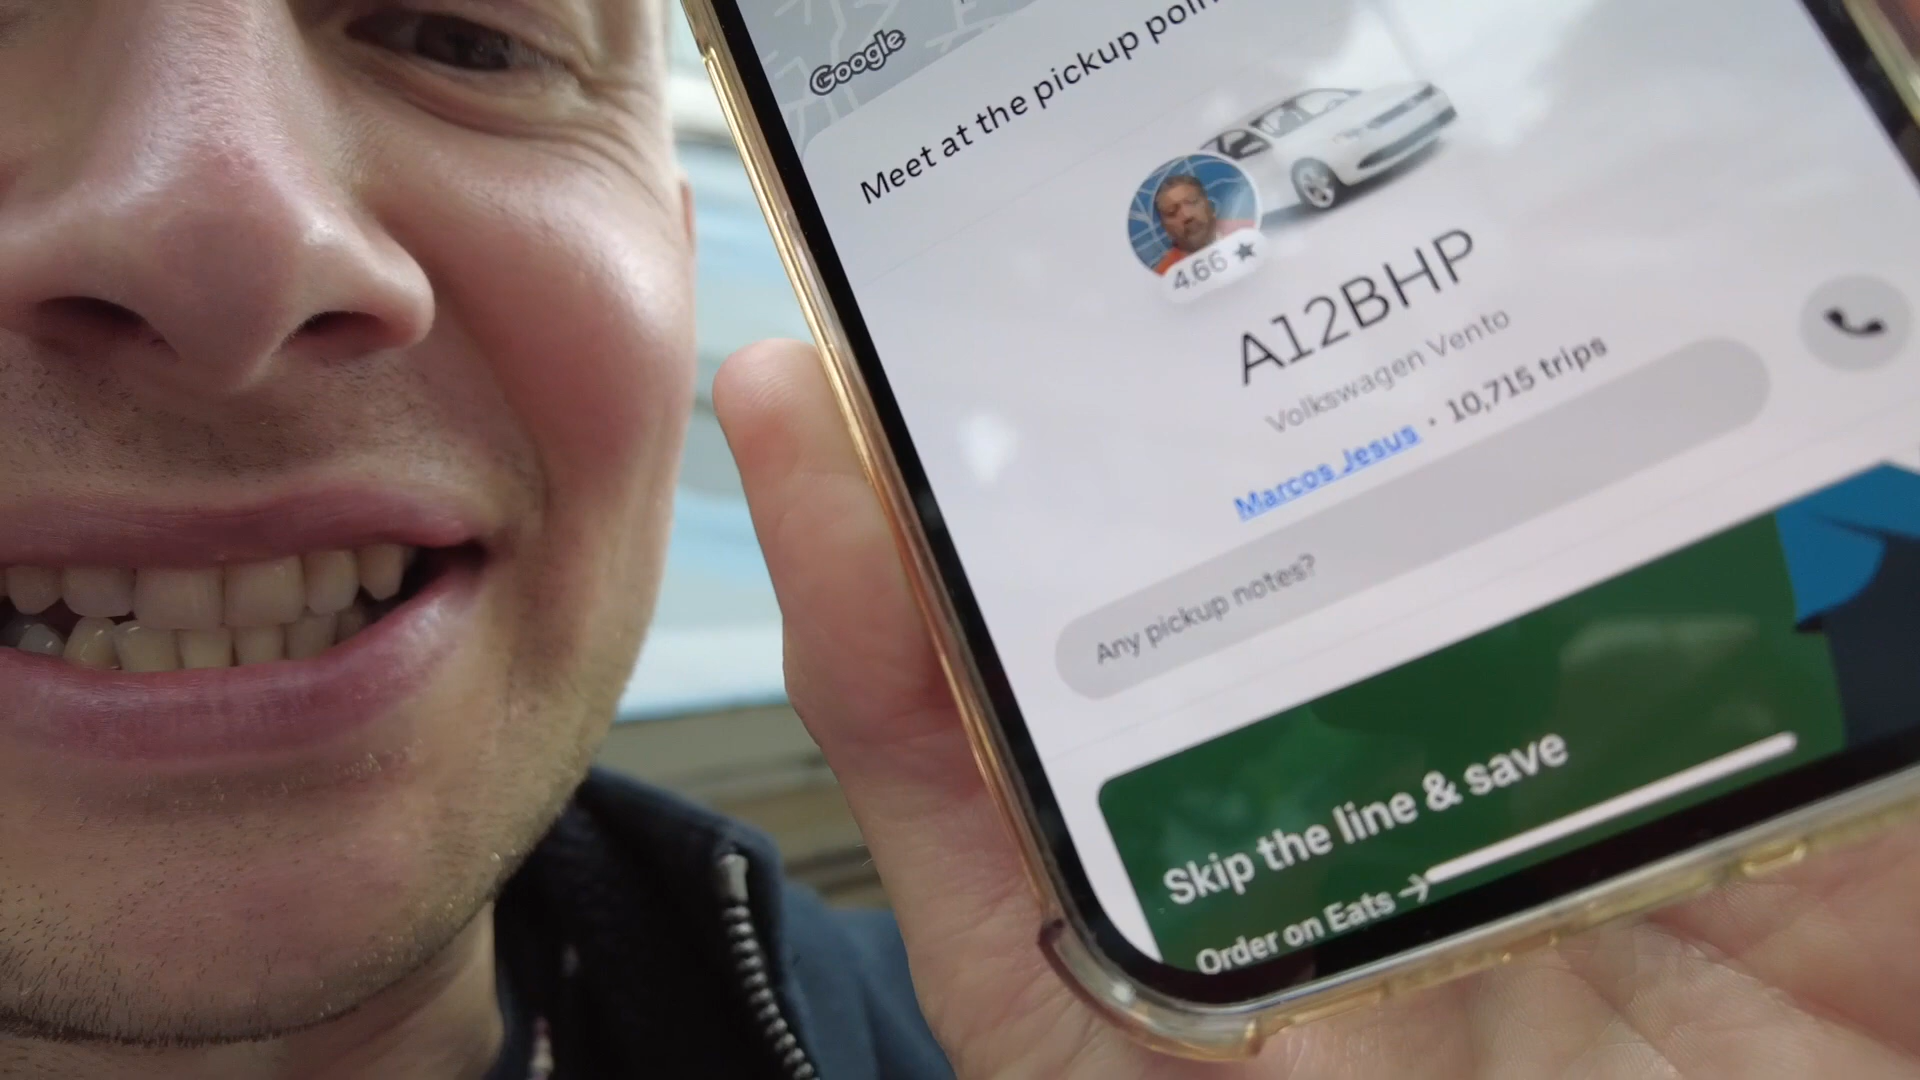 Google
Meet at the pickup poin
4.66 ★
A12BHP
Volkswagen Vento
Marcos Jesus · 10,715 trips
Any pickup notes?
Skip the line & save
Order on Eats →